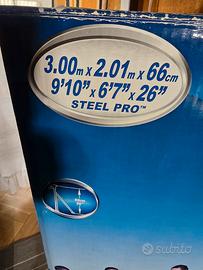 3.00m x 2.01m x 66cm
9'10" x 6'7" x 26"
STEEL PRO™
subito